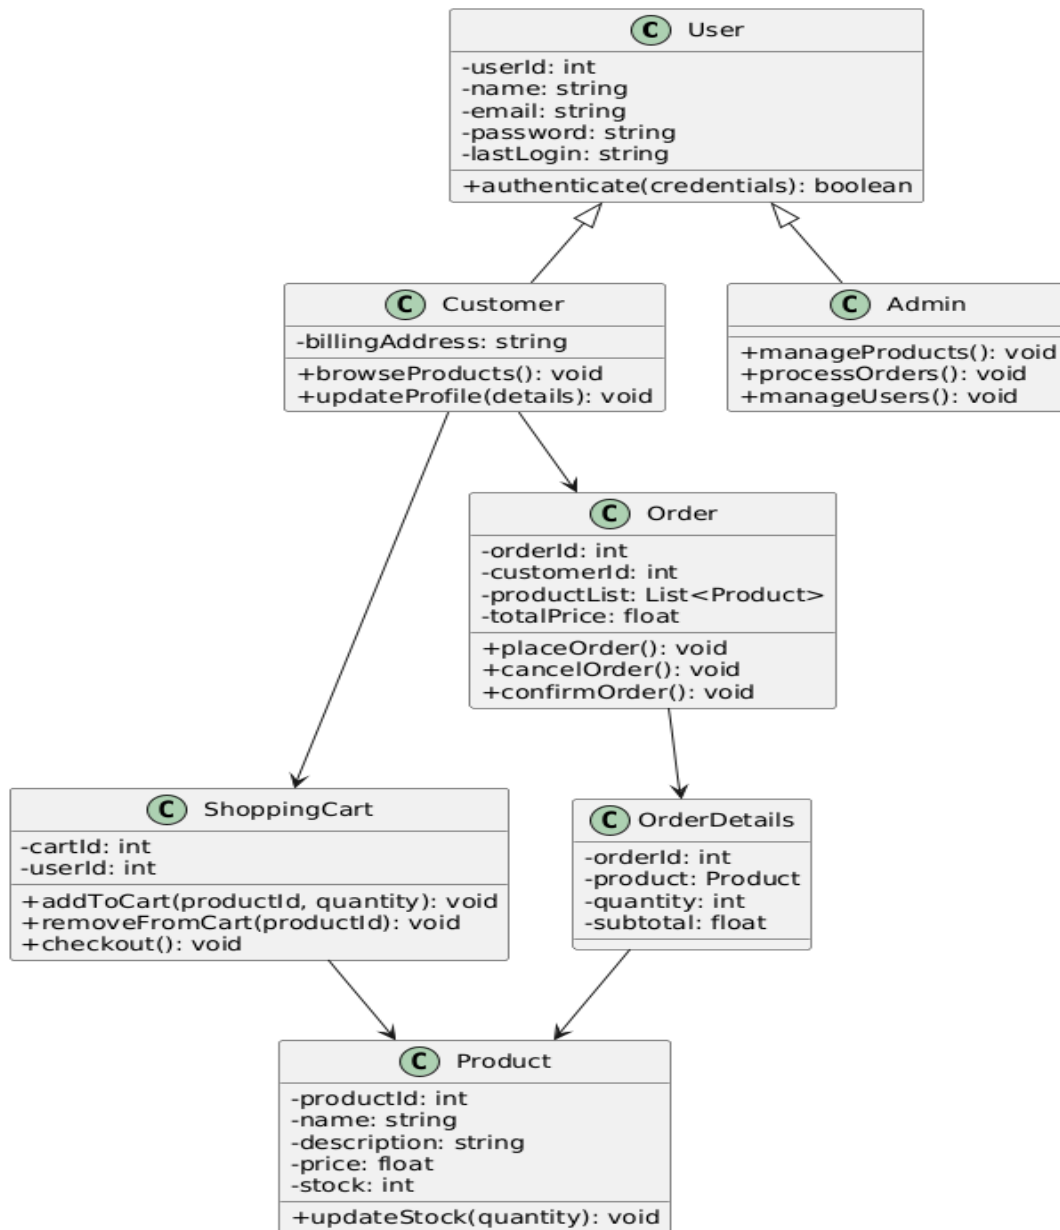 C User
-userId: int
-name: string
-email: string
-password: string
-lastLogin: string
+authenticate(credentials): boolean
C Customer
-billingAddress: string
+browseProducts(): void
+updateProfile(details): void
C Admin
+manageProducts(): void
+processOrders(): void
+manageUsers(): void
C Order
-orderId: int
-customerId: int
-productList: List<Product>
-totalPrice: float
+placeOrder(): void
+cancelOrder(): void
+confirmOrder(): void
C ShoppingCart
-cartId: int
-userId: int
+addToCart(productId, quantity): void
+removeFromCart(productId): void
+checkout(): void
C OrderDetails
-orderId: int
-product: Product
-quantity: int
-subtotal: float
C Product
-productId: int
-name: string
-description: string
-price: float
-stock: int
+updateStock(quantity): void